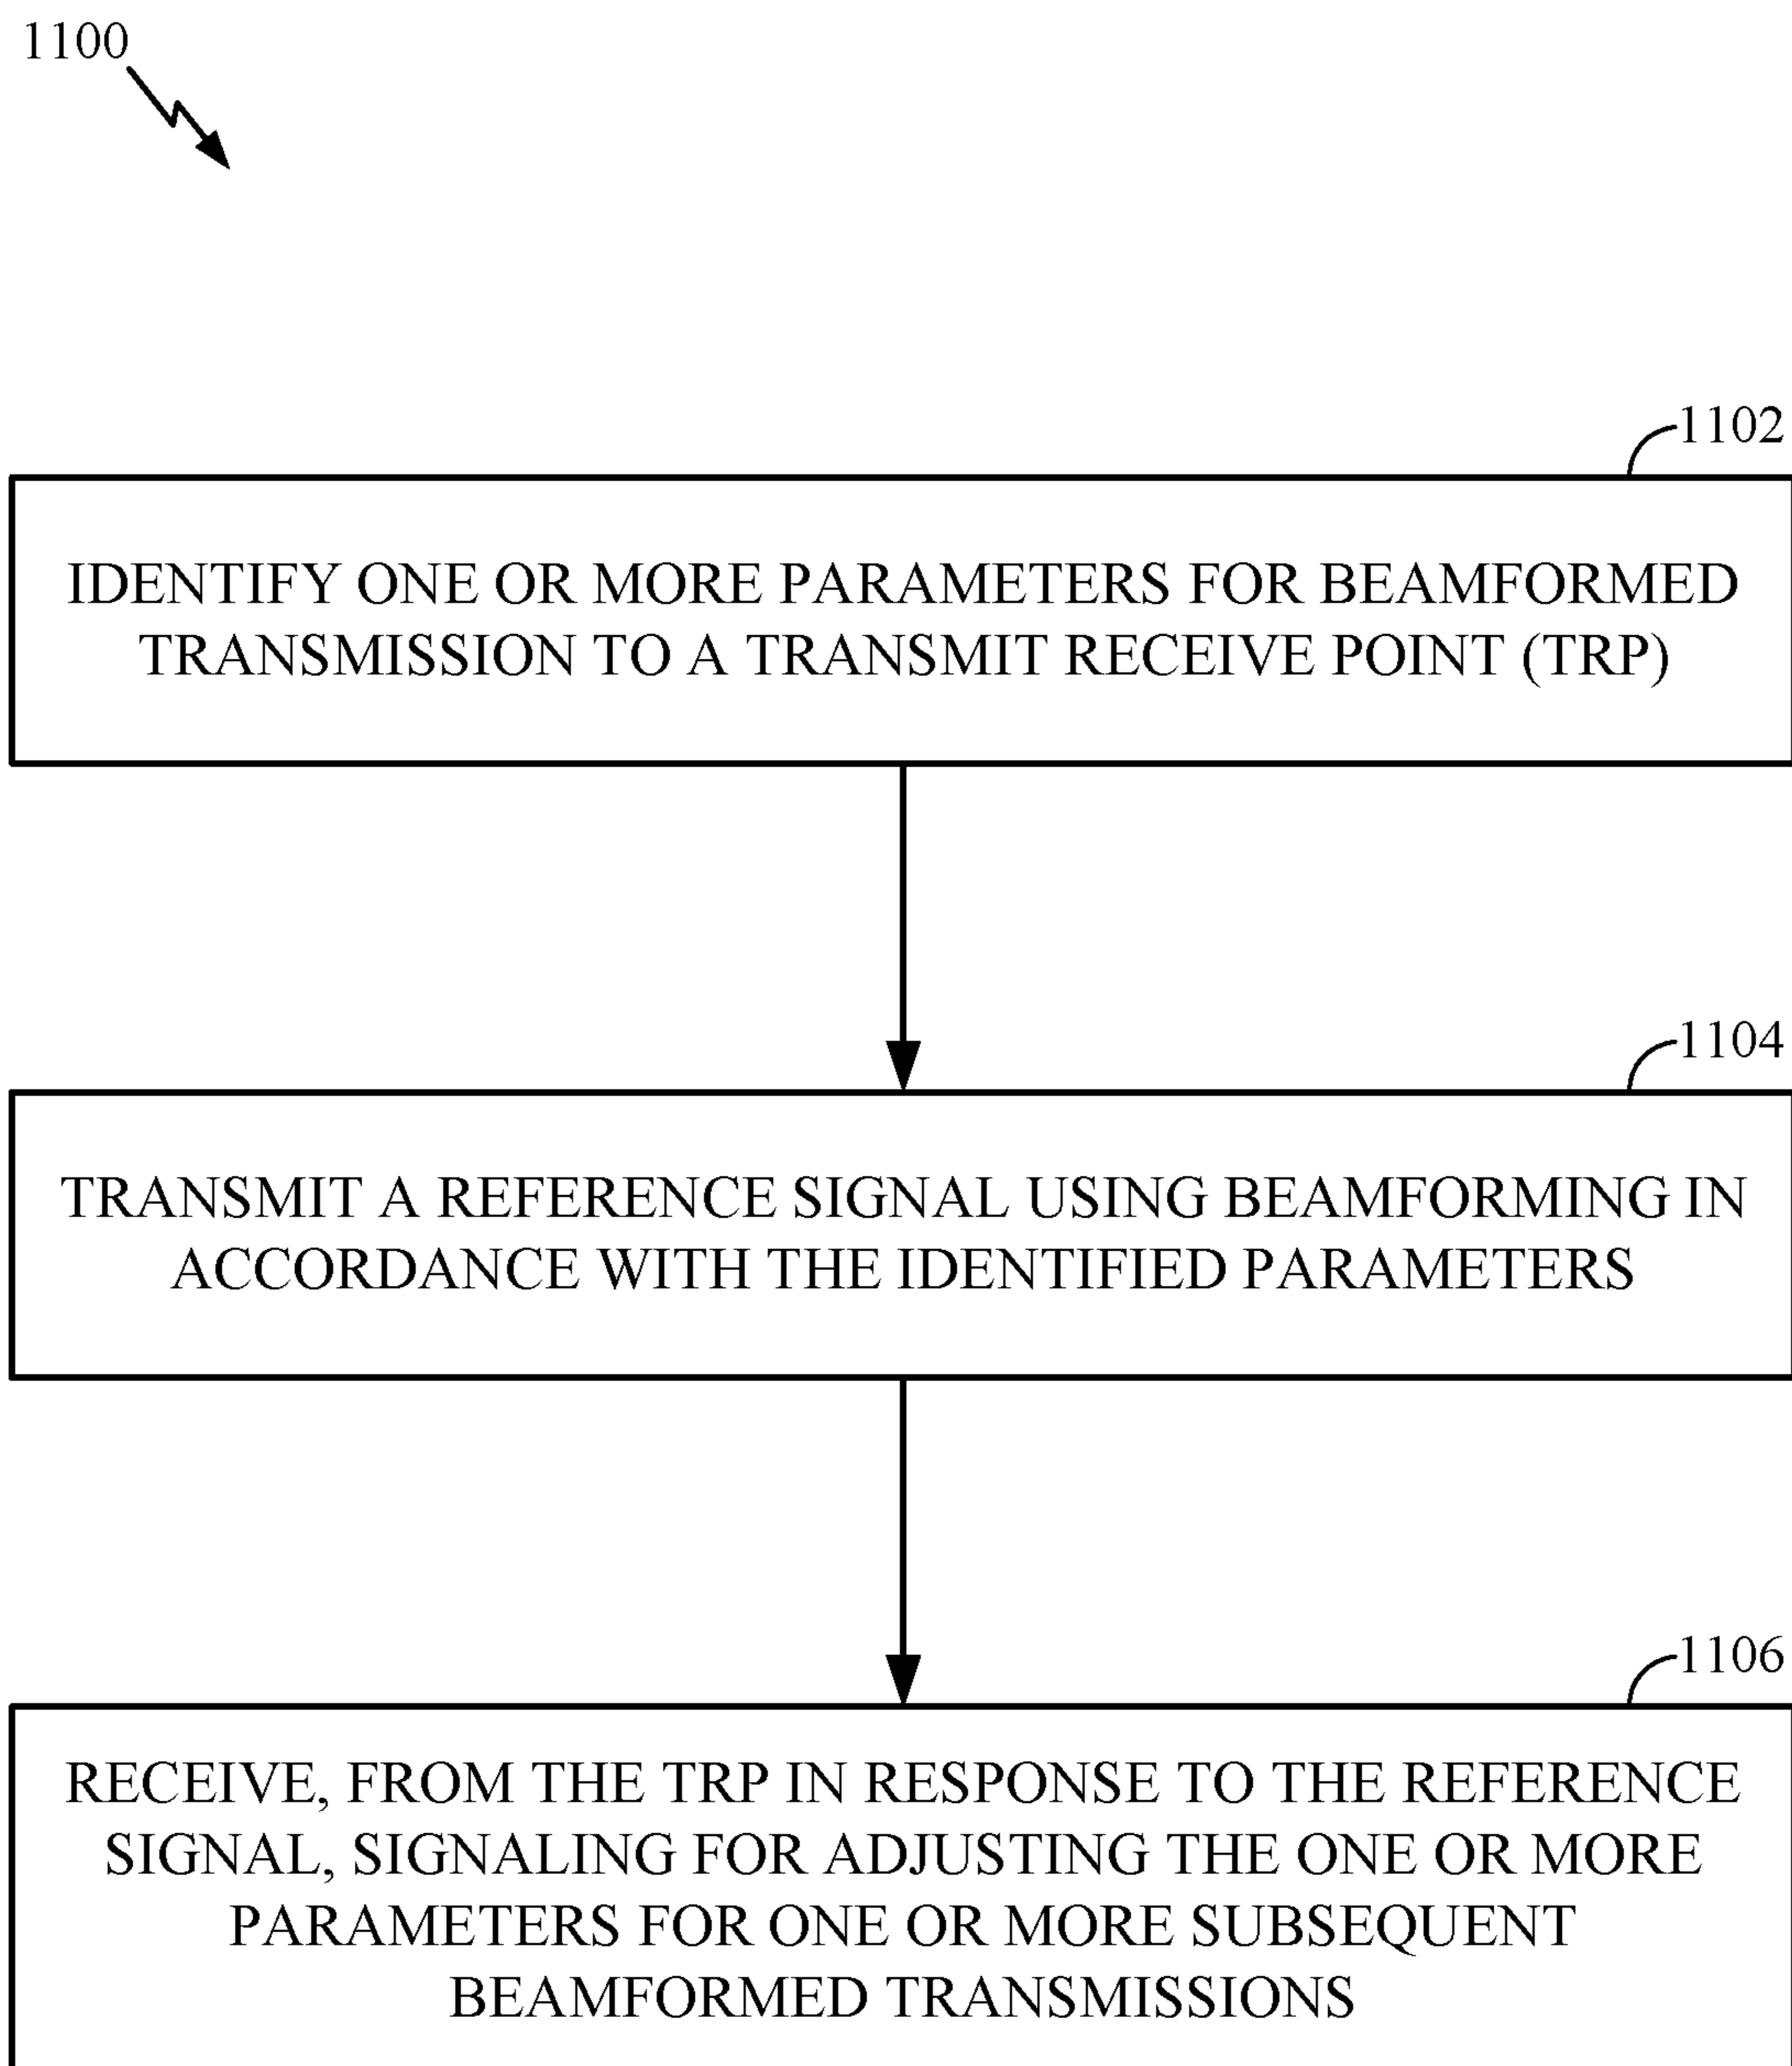 1100
1102
IDENTIFY ONE OR MORE PARAMETERS FOR BEAMFORMED
TRANSMISSION TO A TRANSMIT RECEIVE POINT (TRP)
1104
TRANSMIT A REFERENCE SIGNAL USING BEAMFORMING IN
ACCORDANCE WITH THE IDENTIFIED PARAMETERS
1106
RECEIVE, FROM THE TRP IN RESPONSE TO THE REFERENCE
SIGNAL, SIGNALING FOR ADJUSTING THE ONE OR MORE
PARAMETERS FOR ONE OR MORE SUBSEQUENT
BEAMFORMED TRANSMISSIONS